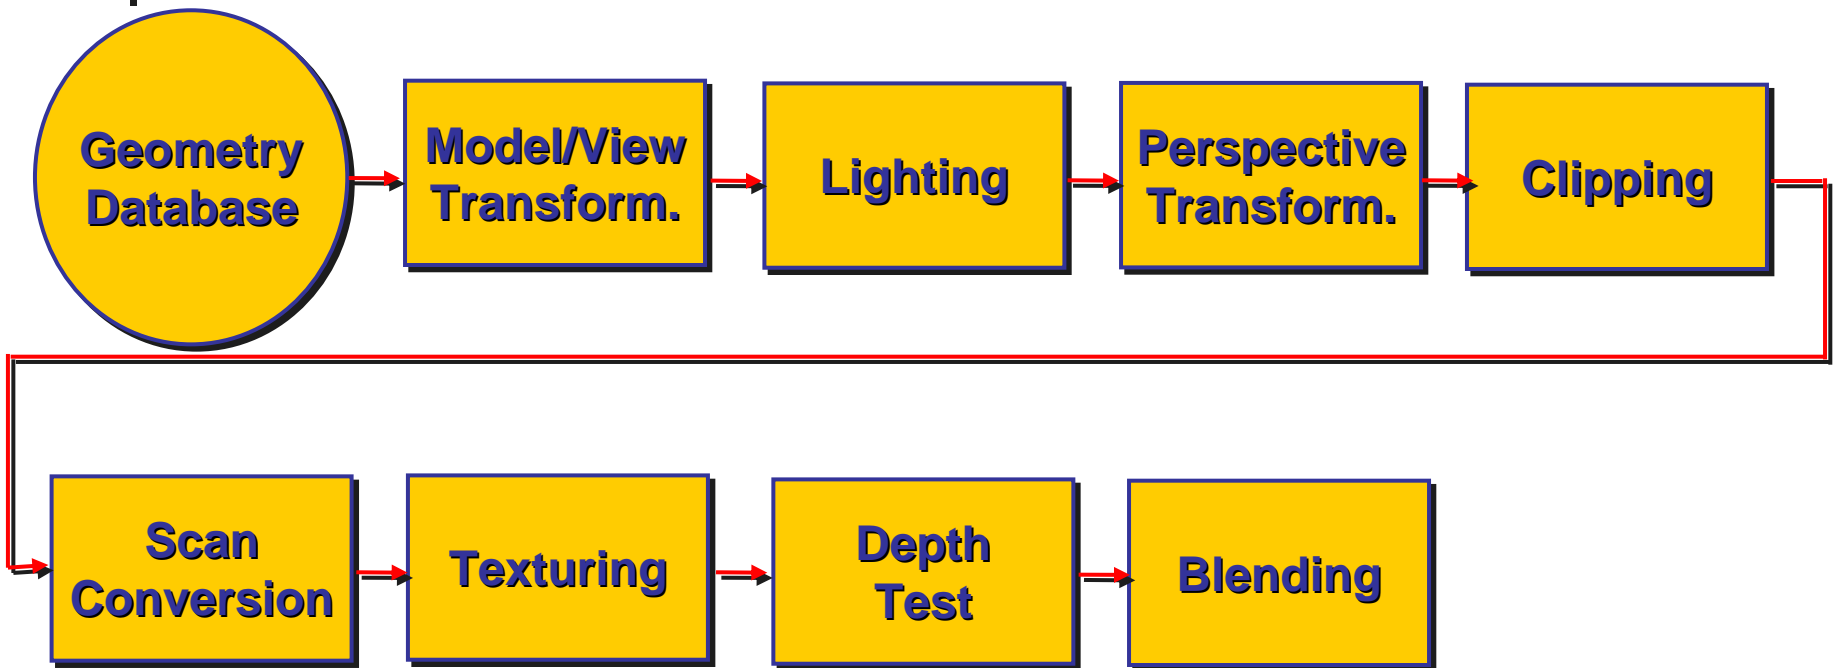 Geometry
Database
Model/View
Transform.
Lighting
Perspective
Transform.
Clipping
Scan
Conversion
Texturing
Depth
Test
Blending